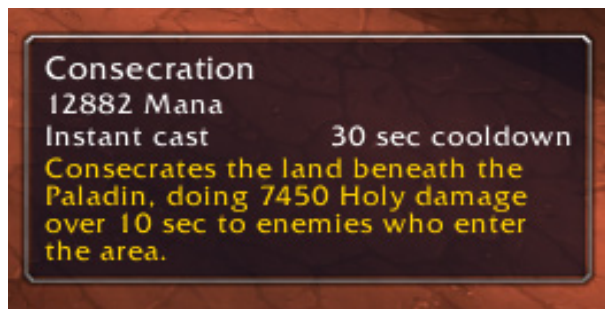 Consecration
12882 Mana
Instant cast 30 sec cooldown
Consecrates the land beneath the
Paladin, doing 7450 Holy damage
over 10 sec to enemies who enter
the area.